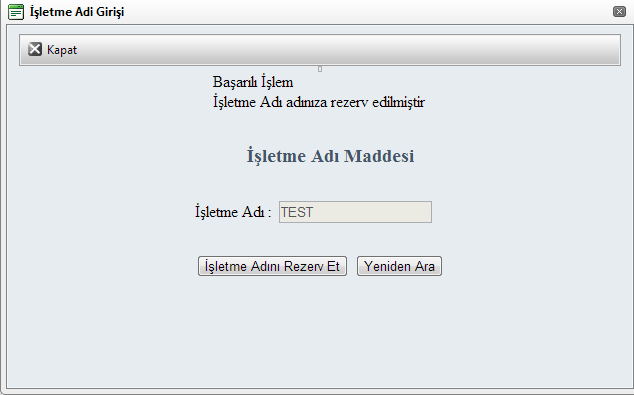 İşletme Adi Girişi
Kapat
Başarılı İşlem
İşletme Adı adınıza rezerv edilmiştir
İşletme Adı Maddesi
İşletme Adı : TEST
İşletme Adını Rezerv Et Yeniden Ara